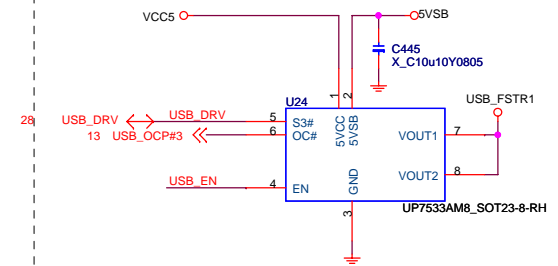 VCC5
5VSB
C445
X_C10u10Y0805
1
2
U24
USB_FSTR1
28
USB_DRV
USB_DRV
5
S3#
5VCC
5VSB
VOUT1
7
13
USB_OCP#3
6
OC#
VOUT2
8
USB_EN
4
EN
GND
UP7533AM8_SOT23-8-RH
3